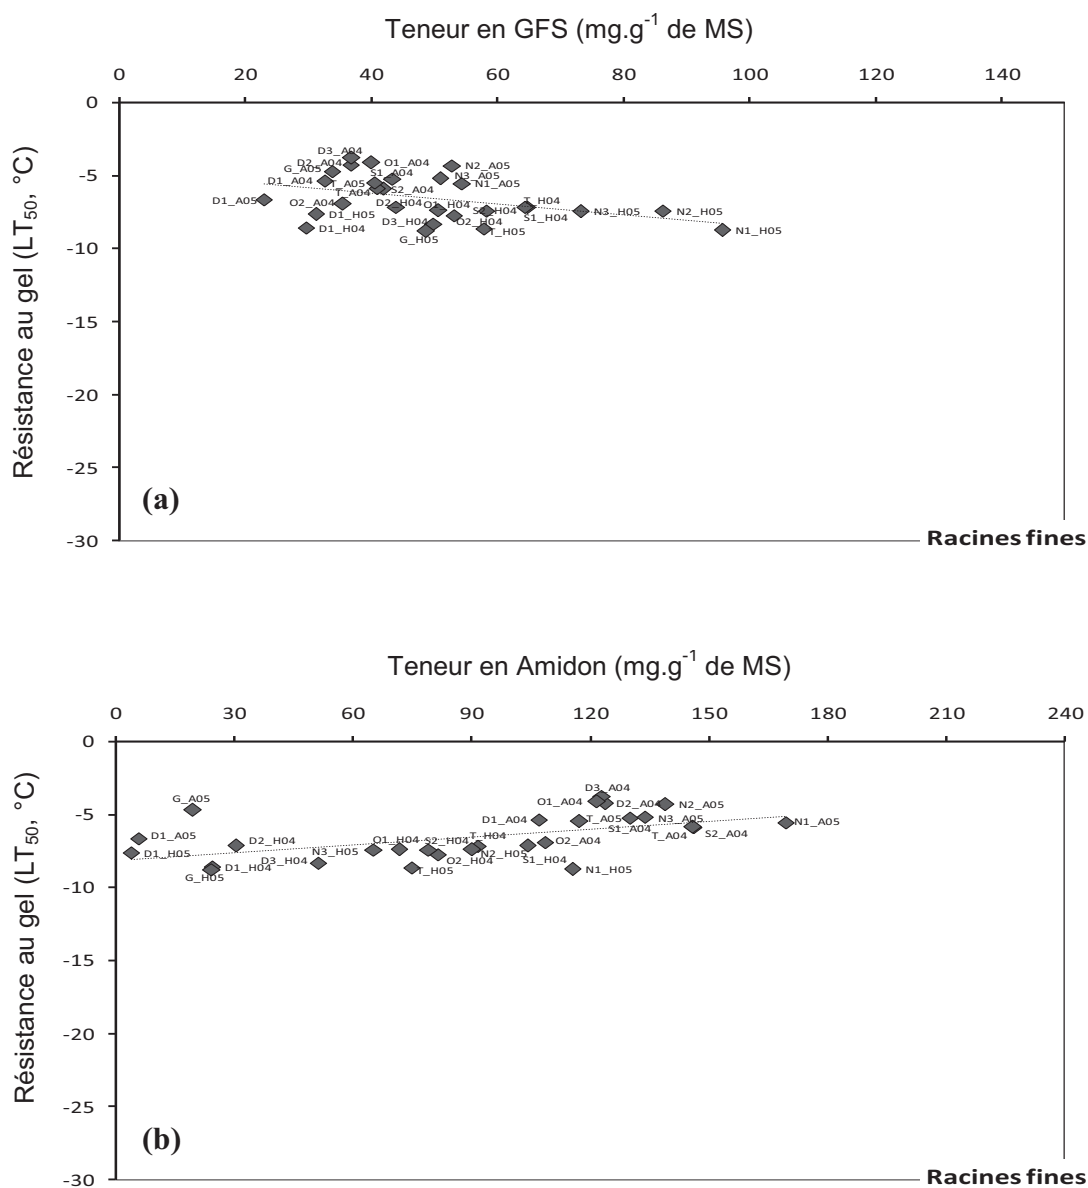 Teneur en GFS (mg.g-1 de MS)
0 20 40 60 80 100 120 140
Résistance au gel (LT50, °C)
0
-5
-10
-15
-20
-25
-30
D3_A04
D2_A04
O1_A04
G_A05
S1_A04
N2_A05
D1_A04
T_A05
N3_A05
N1_A05
T_A04
S2_A04
D1_A05
O2_A04
D2_H04
O1_H04
S2_H04
T_H04
D1_H05
N3_H05
N2_H05
D3_H04
O2_H04
S1_H04
D1_H04
G_H05
T_H05
N1_H05
(a)
Racines fines
Teneur en Amidon (mg.g-1 de MS)
0 30 60 90 120 150 180 210 240
Résistance au gel (LT50, °C)
0
-5
-10
-15
-20
-25
-30
D3_A04
G_A05
O1_A04
D2_A04
N2_A05
D1_A04
T_A05
N3_A05
N1_A05
S1_A04
T_A04
S2_A04
D1_A05
D2_H04
O1_H04
S2_H04
T_H04
O2_A04
D1_H05
N3_H05
N2_H05
D3_H04
O2_H04
S1_H04
D1_H04
T_H05
N1_H05
G_H05
(b)
Racines fines